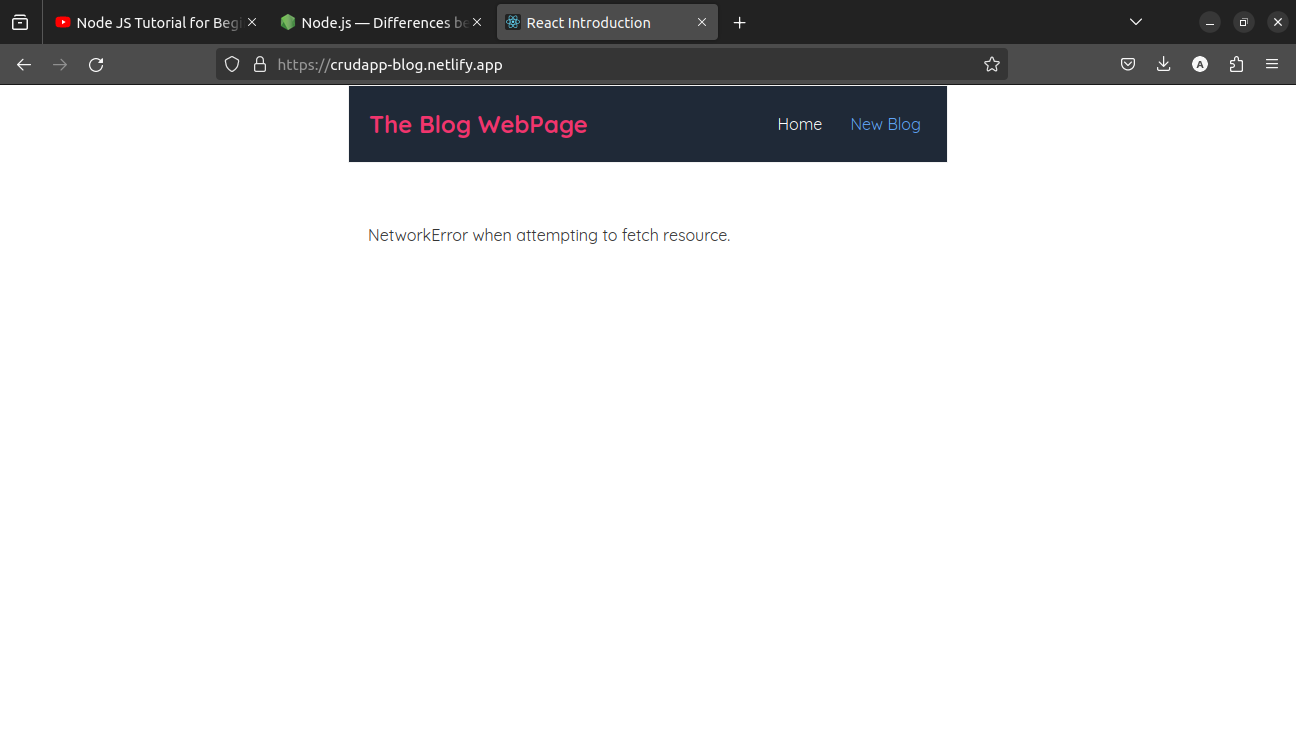 Node JS Tutorial for Begi
Node.js — Differences be
React Introduction
https://crudapp-blog.netlify.app
A
The Blog WebPage
Home
New Blog
NetworkError when attempting to fetch resource.